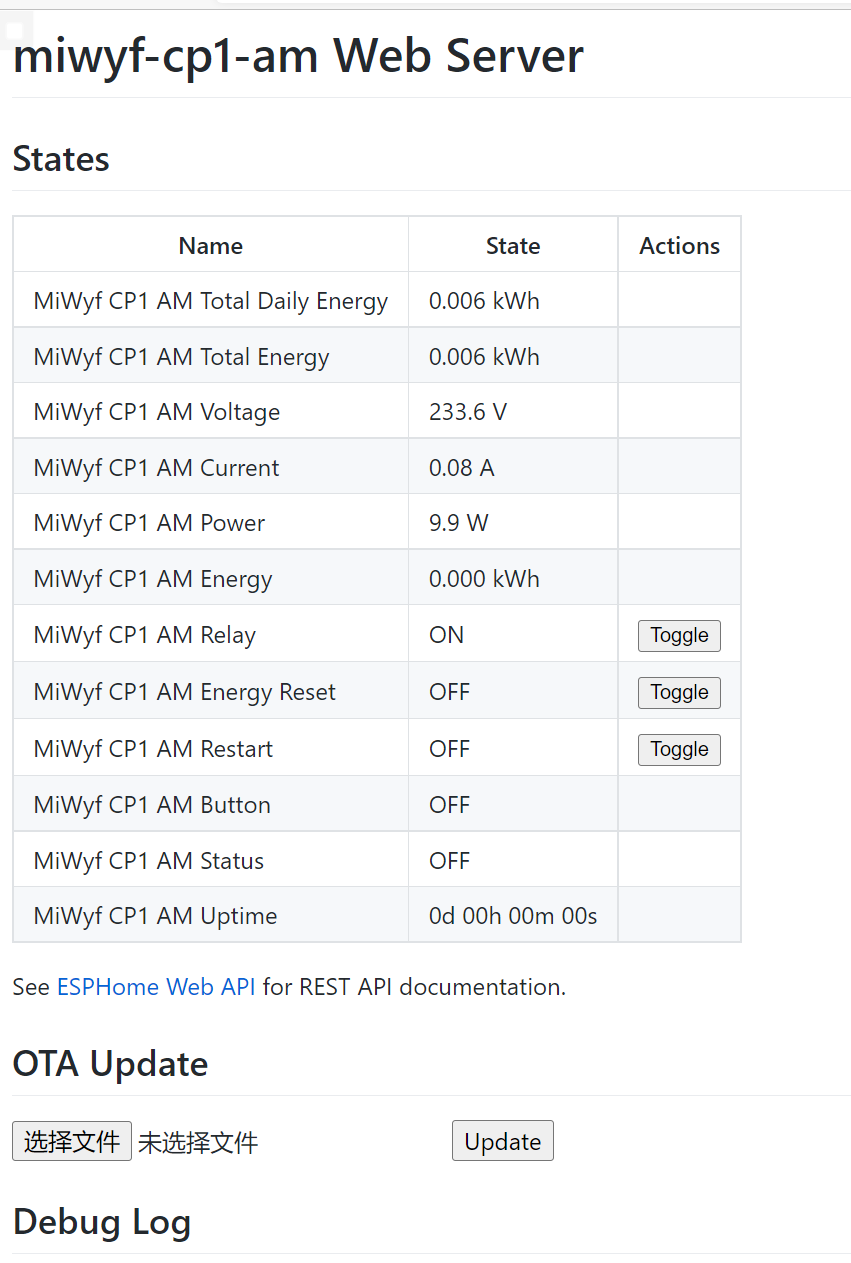 miwyf-cp1-am Web Server
States
Name State Actions
MiWyf CP1 AM Total Daily Energy 0.006 kWh
MiWyf CP1 AM Total Energy 0.006 kWh
MiWyf CP1 AM Voltage 233.6 V
MiWyf CP1 AM Current 0.08 A
MiWyf CP1 AM Power 9.9 W
MiWyf CP1 AM Energy 0.000 kWh
MiWyf CP1 AM Relay ON Toggle
MiWyf CP1 AM Energy Reset OFF Toggle
MiWyf CP1 AM Restart OFF Toggle
MiWyf CP1 AM Button OFF
MiWyf CP1 AM Status OFF
MiWyf CP1 AM Uptime 0d 00h 00m 00s
See ESPHome Web API for REST API documentation.
OTA Update
选择文件 未选择文件 Update
Debug Log